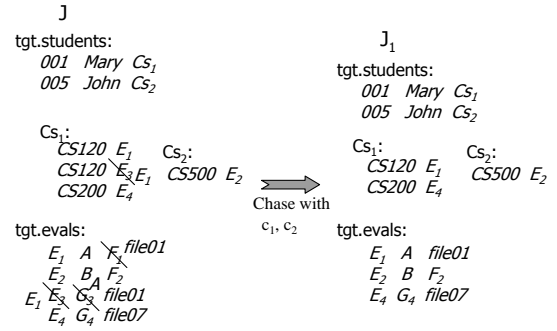 J
tgt.students:
001 Mary Cs1
005 John Cs2
Cs1:
CS120 E1
CS120 E3 E1
CS200 E4
Cs2:
CS500 E2
tgt.evals:
E1 A F1 file01
E2 B F2
E1 E3 G3 A file01
E4 G4 file07
Chase with
c1, c2
J1
tgt.students:
001 Mary Cs1
005 John Cs2
Cs1:
CS120 E1
CS200 E4
Cs2:
CS500 E2
tgt.evals:
E1 A file01
E2 B F2
E4 G4 file07